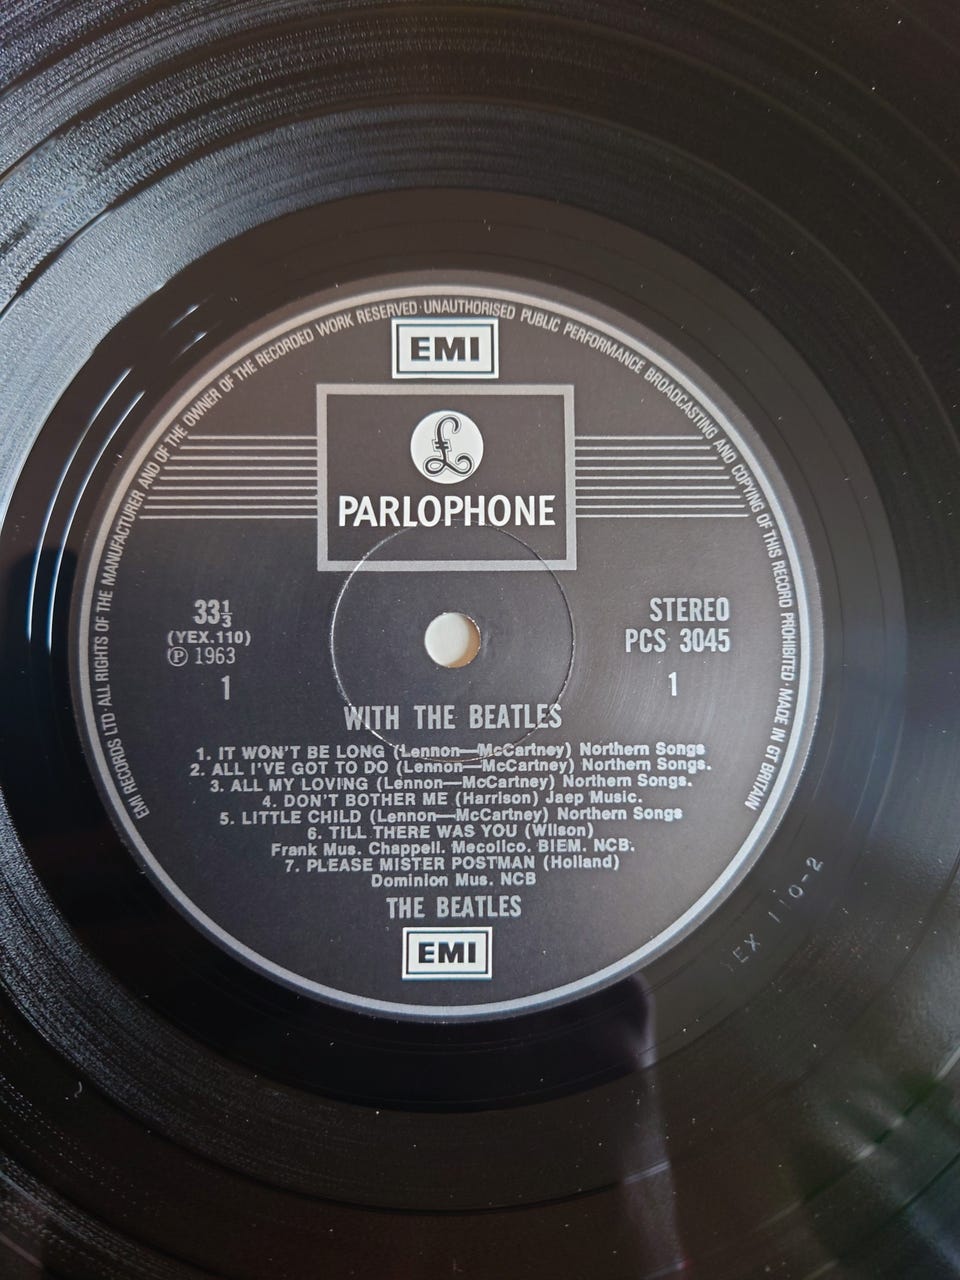 EMI RECORDS LTD·ALL RIGHTS OF THE MANUFACTURER AND OF THE OWNER OF THE RECORDED WORK RESERVED·UNAUTHORISED PUBLIC PERFORMANCE BROADCASTING AND COPYING OF THIS RECORD PROHIBITED·MADE IN GT BRITAIN
EMI
£
PARLOPHONE
33⅓
(YEX.110)
℗ 1963
1
STEREO
PCS 3045
1
WITH THE BEATLES
1. IT WON'T BE LONG (Lennon—McCartney) Northern Songs
2. ALL I'VE GOT TO DO (Lennon—McCartney) Northern Songs.
3. ALL MY LOVING (Lennon—McCartney) Northern Songs.
4. DON'T BOTHER ME (Harrison) Jaep Music.
5. LITTLE CHILD (Lennon—McCartney) Northern Songs
6. TILL THERE WAS YOU (Wilson)
Frank Mus. Chappell. Mecolico. BIEM. NCB.
7. PLEASE MISTER POSTMAN (Holland)
Dominion Mus. NCB
THE BEATLES
EMI
YEX 110-2